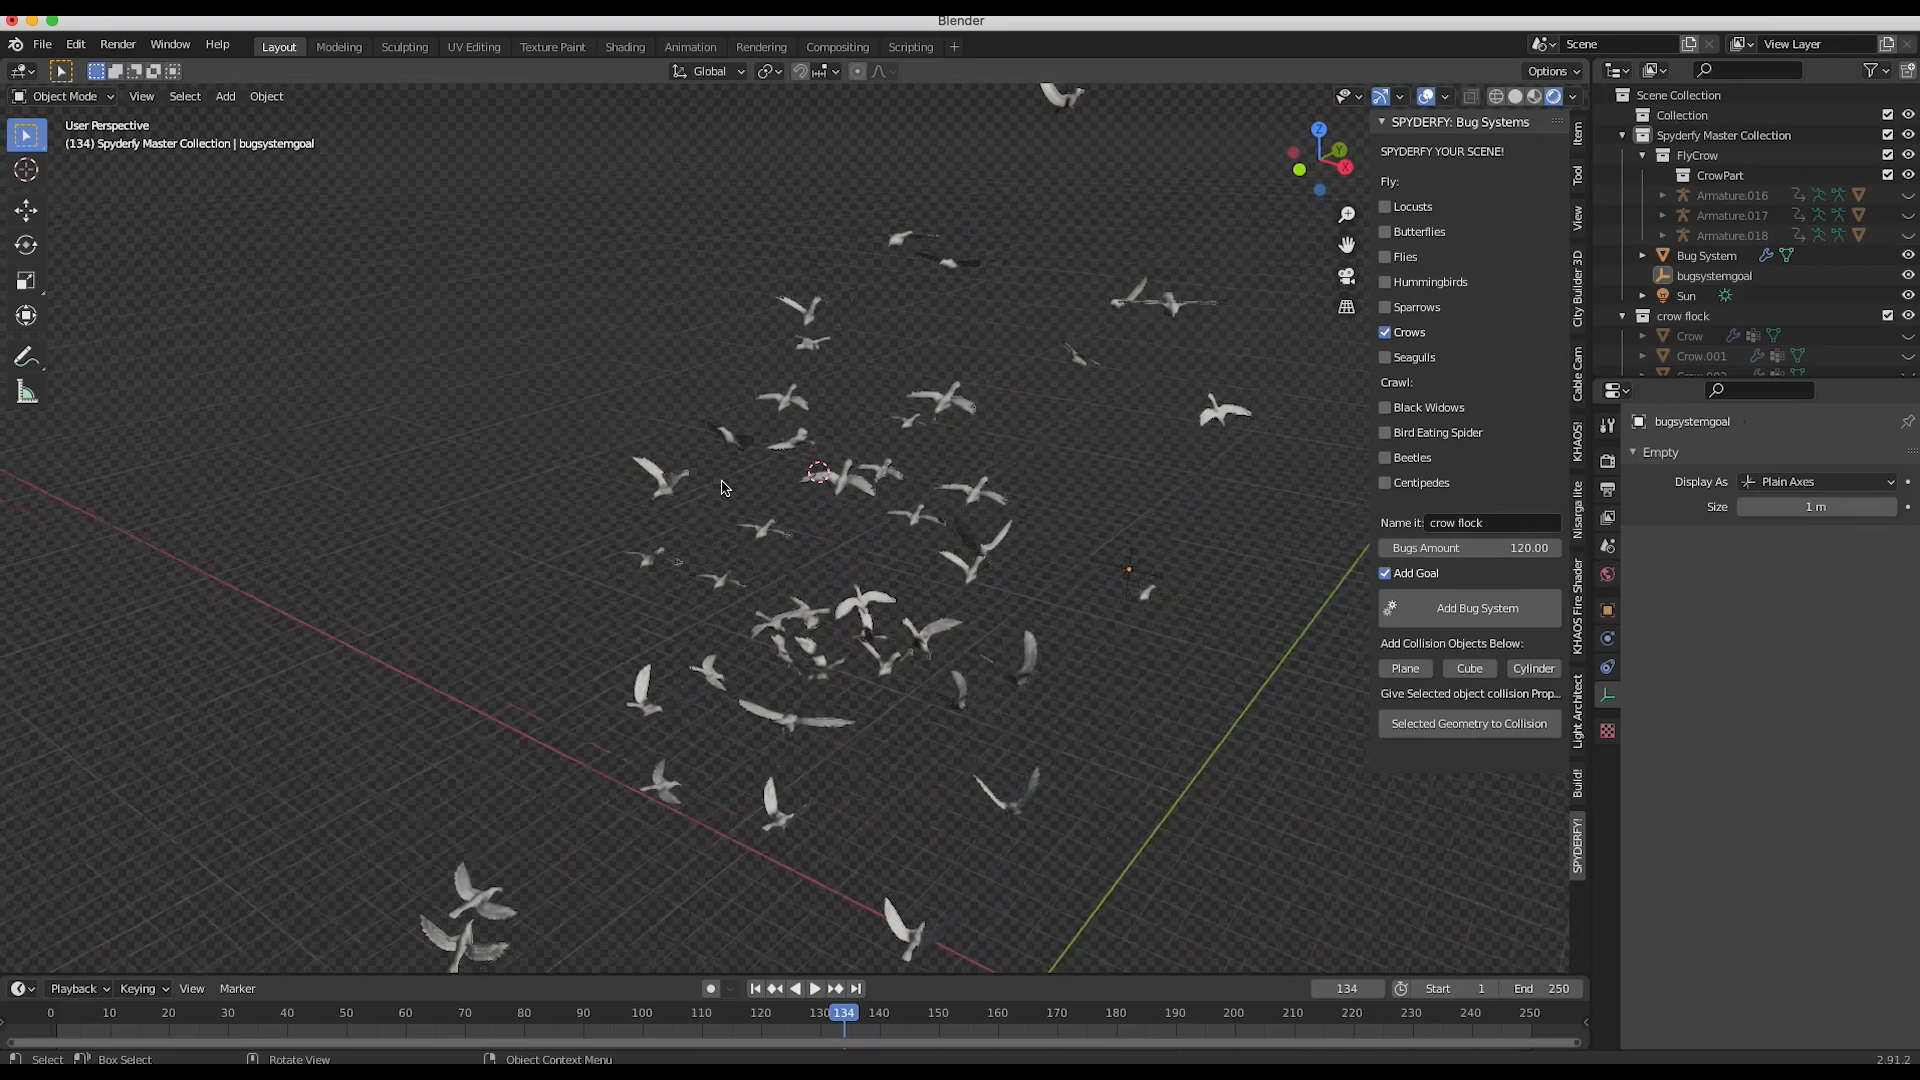 Blender
File Edit Render Window Help Layout Modeling Sculpting UV Editing Texture Paint Shading Animation Rendering Compositing Scripting + Scene View Layer
Global Options
Object Mode View Select Add Object
User Perspective
(134) Spyderfy Master Collection | bugsystemgoal
Z
Y
X
SPYDERFY: Bug Systems
SPYDERFY YOUR SCENE!
Fly:
Locusts
Butterflies
Flies
Hummingbirds
Sparrows
Crows
Seagulls
Crawl:
Black Widows
Bird Eating Spider
Beetles
Centipedes
Name it: crow flock
Bugs Amount 120.00
Add Goal
Add Bug System
Add Collision Objects Below:
Plane Cube Cylinder
Give Selected object collision Prop...
Selected Geometry to Collision
Item
Tool
View
City Builder 3D
Cable Cam
KHAOS!
Nisarga lite
KHAOS Fire Shader
Light Architect
Build!
SPYDERFY!
Scene Collection
Collection
Spyderfy Master Collection
FlyCrow
CrowPart
Armature.016
Armature.017
Armature.018
Bug System
bugsystemgoal
Sun
crow flock
Crow
Crow.001
bugsystemgoal
Empty
Display As Plain Axes
Size 1 m
Playback Keying View Marker 134 Start 1 End 250
0 10 20 30 40 50 60 70 80 90 100 110 120 130 134 140 150 160 170 180 190 200 210 220 230 240 250
Select Box Select Rotate View Object Context Menu 2.91.2